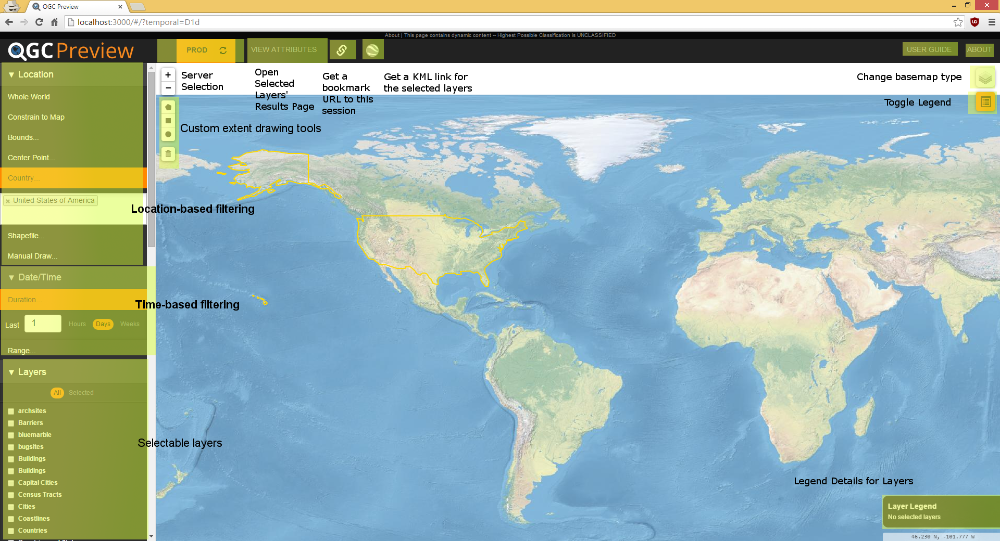 OGC Preview
localhost:3000/#/?temporal=D1d
About | This page contains dynamic content -- Highest Possible Classification is UNCLASSIFIED
OGC Preview
PROD
VIEW ATTRIBUTES
USER GUIDE
ABOUT
▼ Location
Whole World
Constrain to Map
Bounds...
Center Point...
Country...
× United States of America
Shapefile...
Manual Draw...
▼ Date/Time
Duration...
Last 1 Hours Days Weeks
Range...
▼ Layers
All Selected
archsites
Barriers
bluemarble
bugsites
Buildings
Buildings
Capital Cities
Census Tracts
Cities
Coastlines
Countries
+
−
Server
Selection
Open
Selected
Layers'
Results Page
Get a
bookmark
URL to this
session
Get a KML link for
the selected layers
Change basemap type
Toggle Legend
Custom extent drawing tools
Location-based filtering
Time-based filtering
Selectable layers
Legend Details for Layers
Layer Legend
No selected layers
46.230 N, -101.777 W